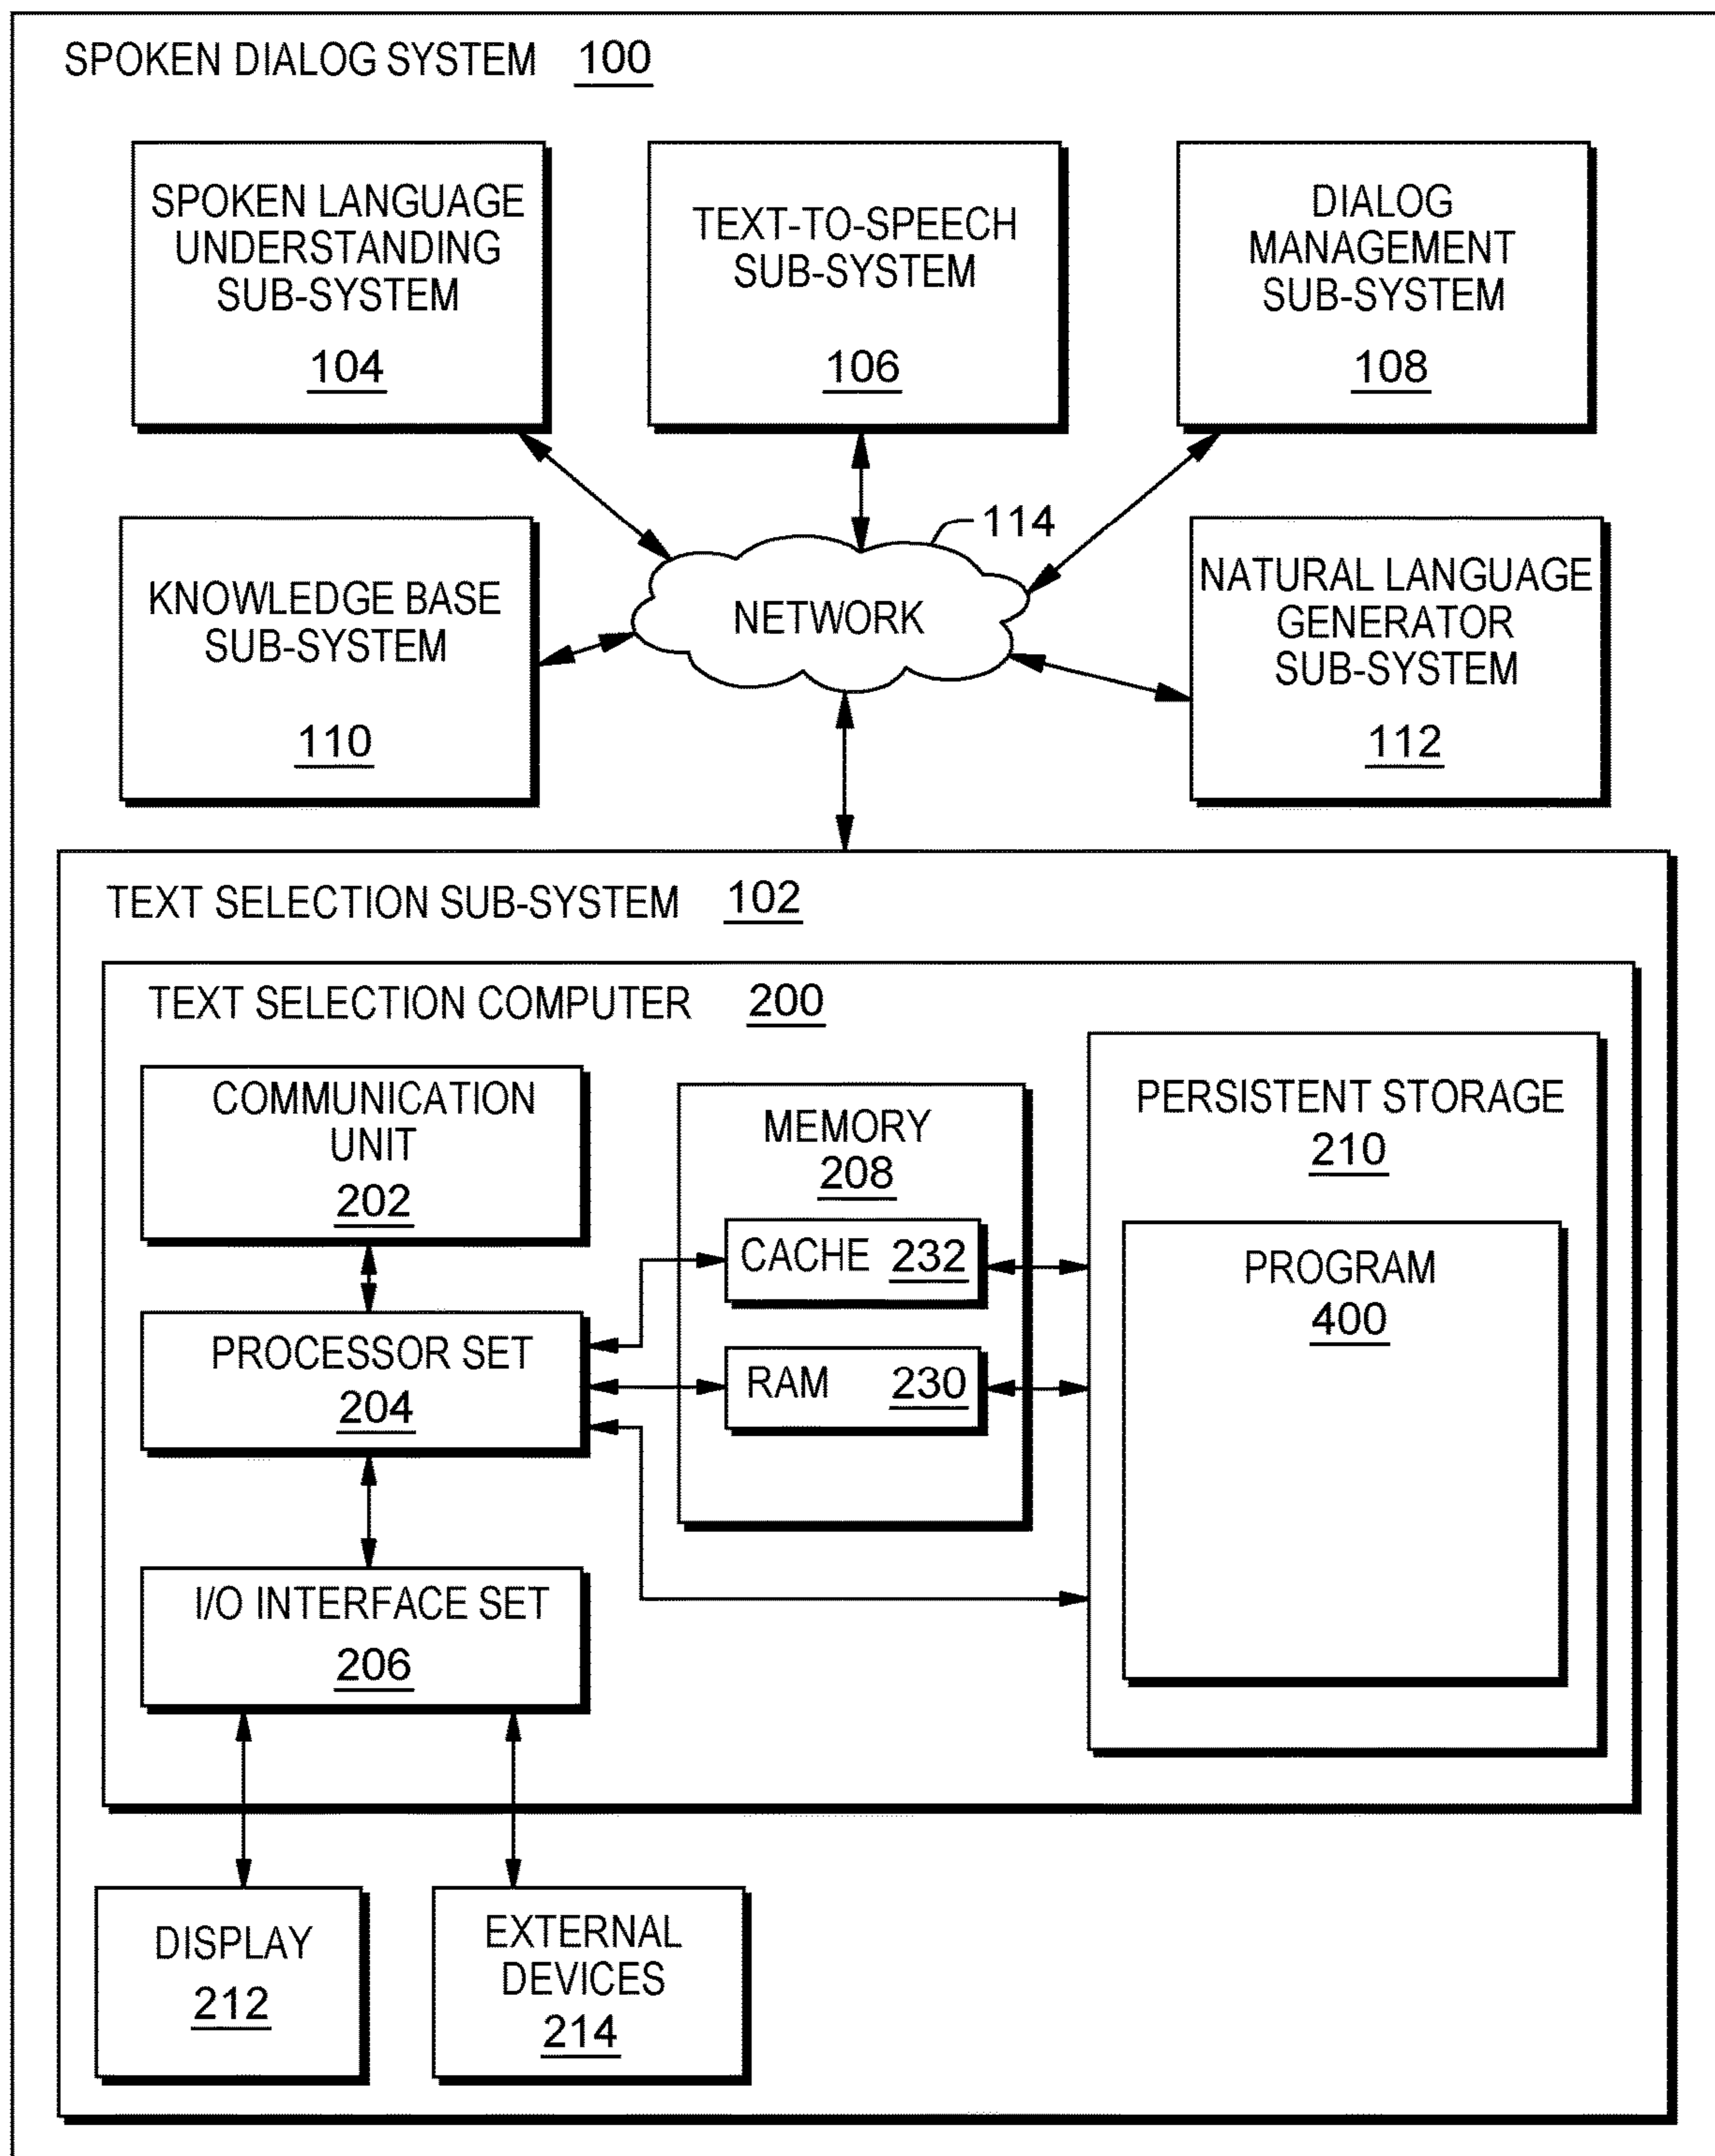 SPOKEN DIALOG SYSTEM 100
SPOKEN LANGUAGE
UNDERSTANDING
SUB-SYSTEM
104
TEXT-TO-SPEECH
SUB-SYSTEM
106
DIALOG
MANAGEMENT
SUB-SYSTEM
108
114
KNOWLEDGE BASE
SUB-SYSTEM
110
NETWORK
NATURAL LANGUAGE
GENERATOR
SUB-SYSTEM
112
TEXT SELECTION SUB-SYSTEM 102
TEXT SELECTION COMPUTER 200
COMMUNICATION
UNIT
202
MEMORY
208
PERSISTENT STORAGE
210
CACHE 232
PROGRAM
400
PROCESSOR SET
204
RAM 230
I/O INTERFACE SET
206
DISPLAY
212
EXTERNAL
DEVICES
214